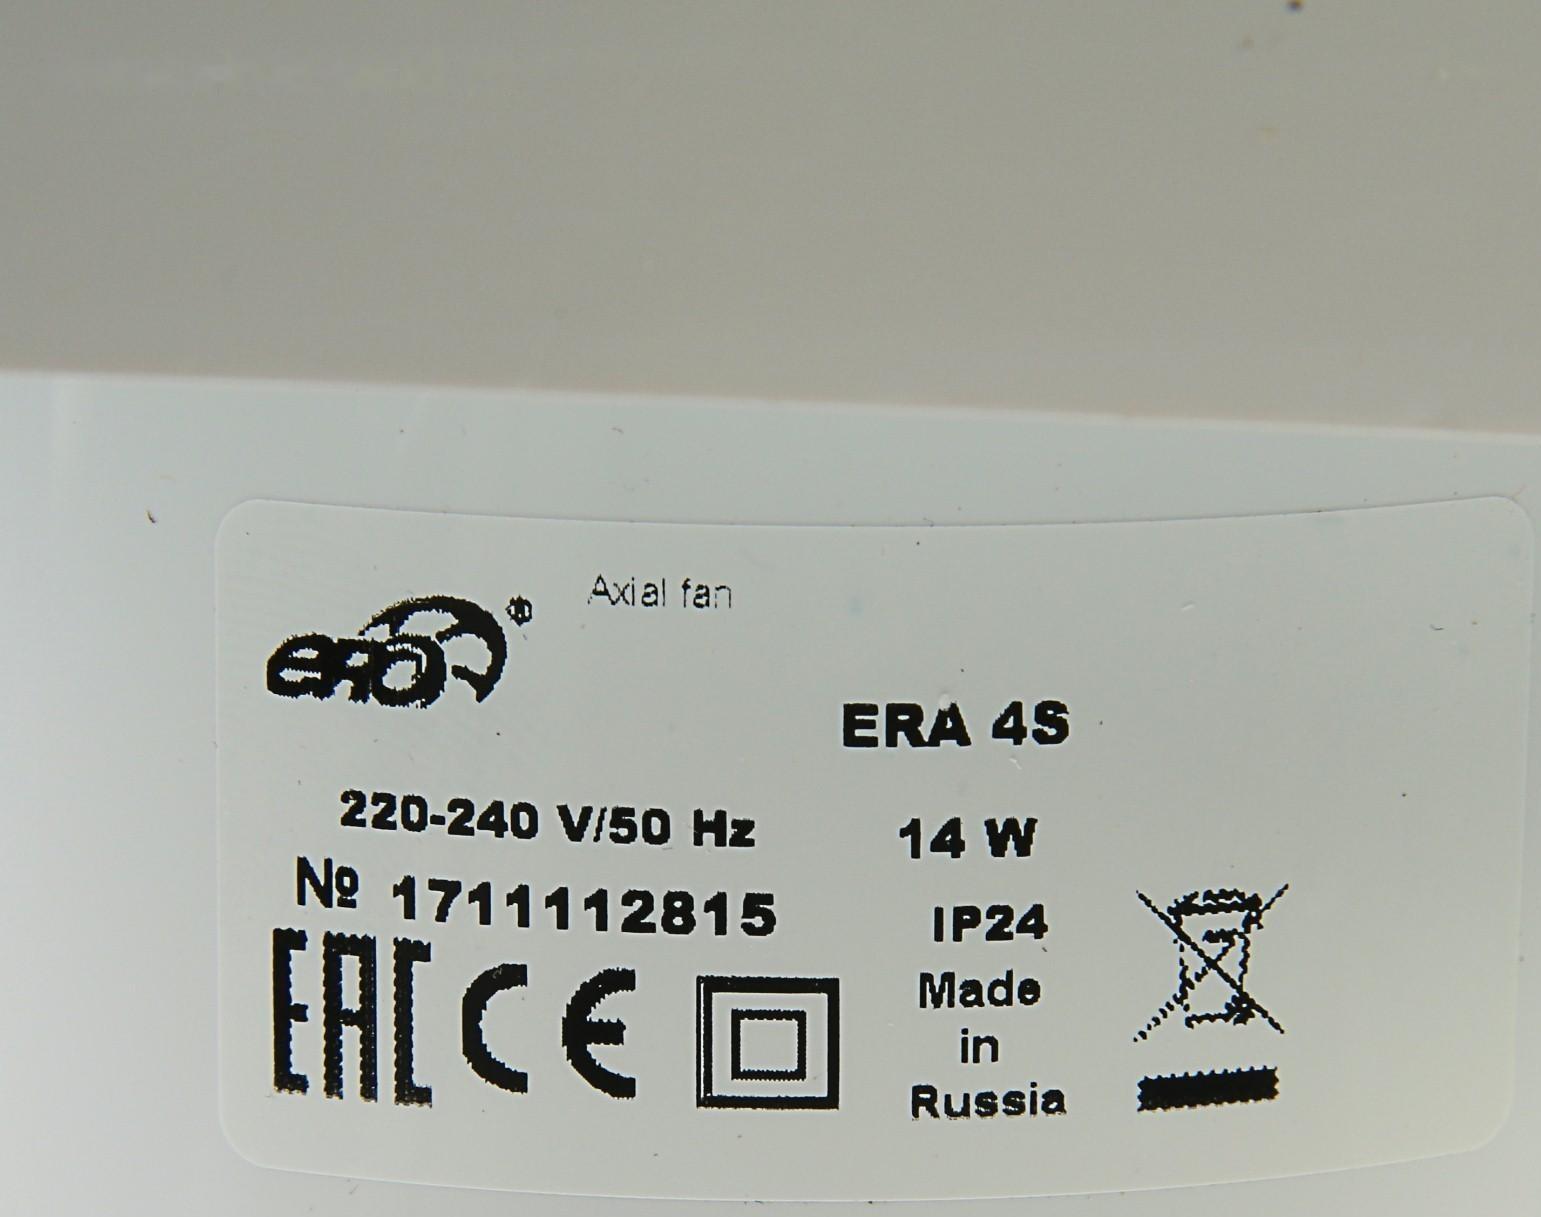 era®
Axial fan
ERA 4S
220-240 V/50 Hz
14 W
№ 1711112815
IP24
EAC CE
Made
in
Russia